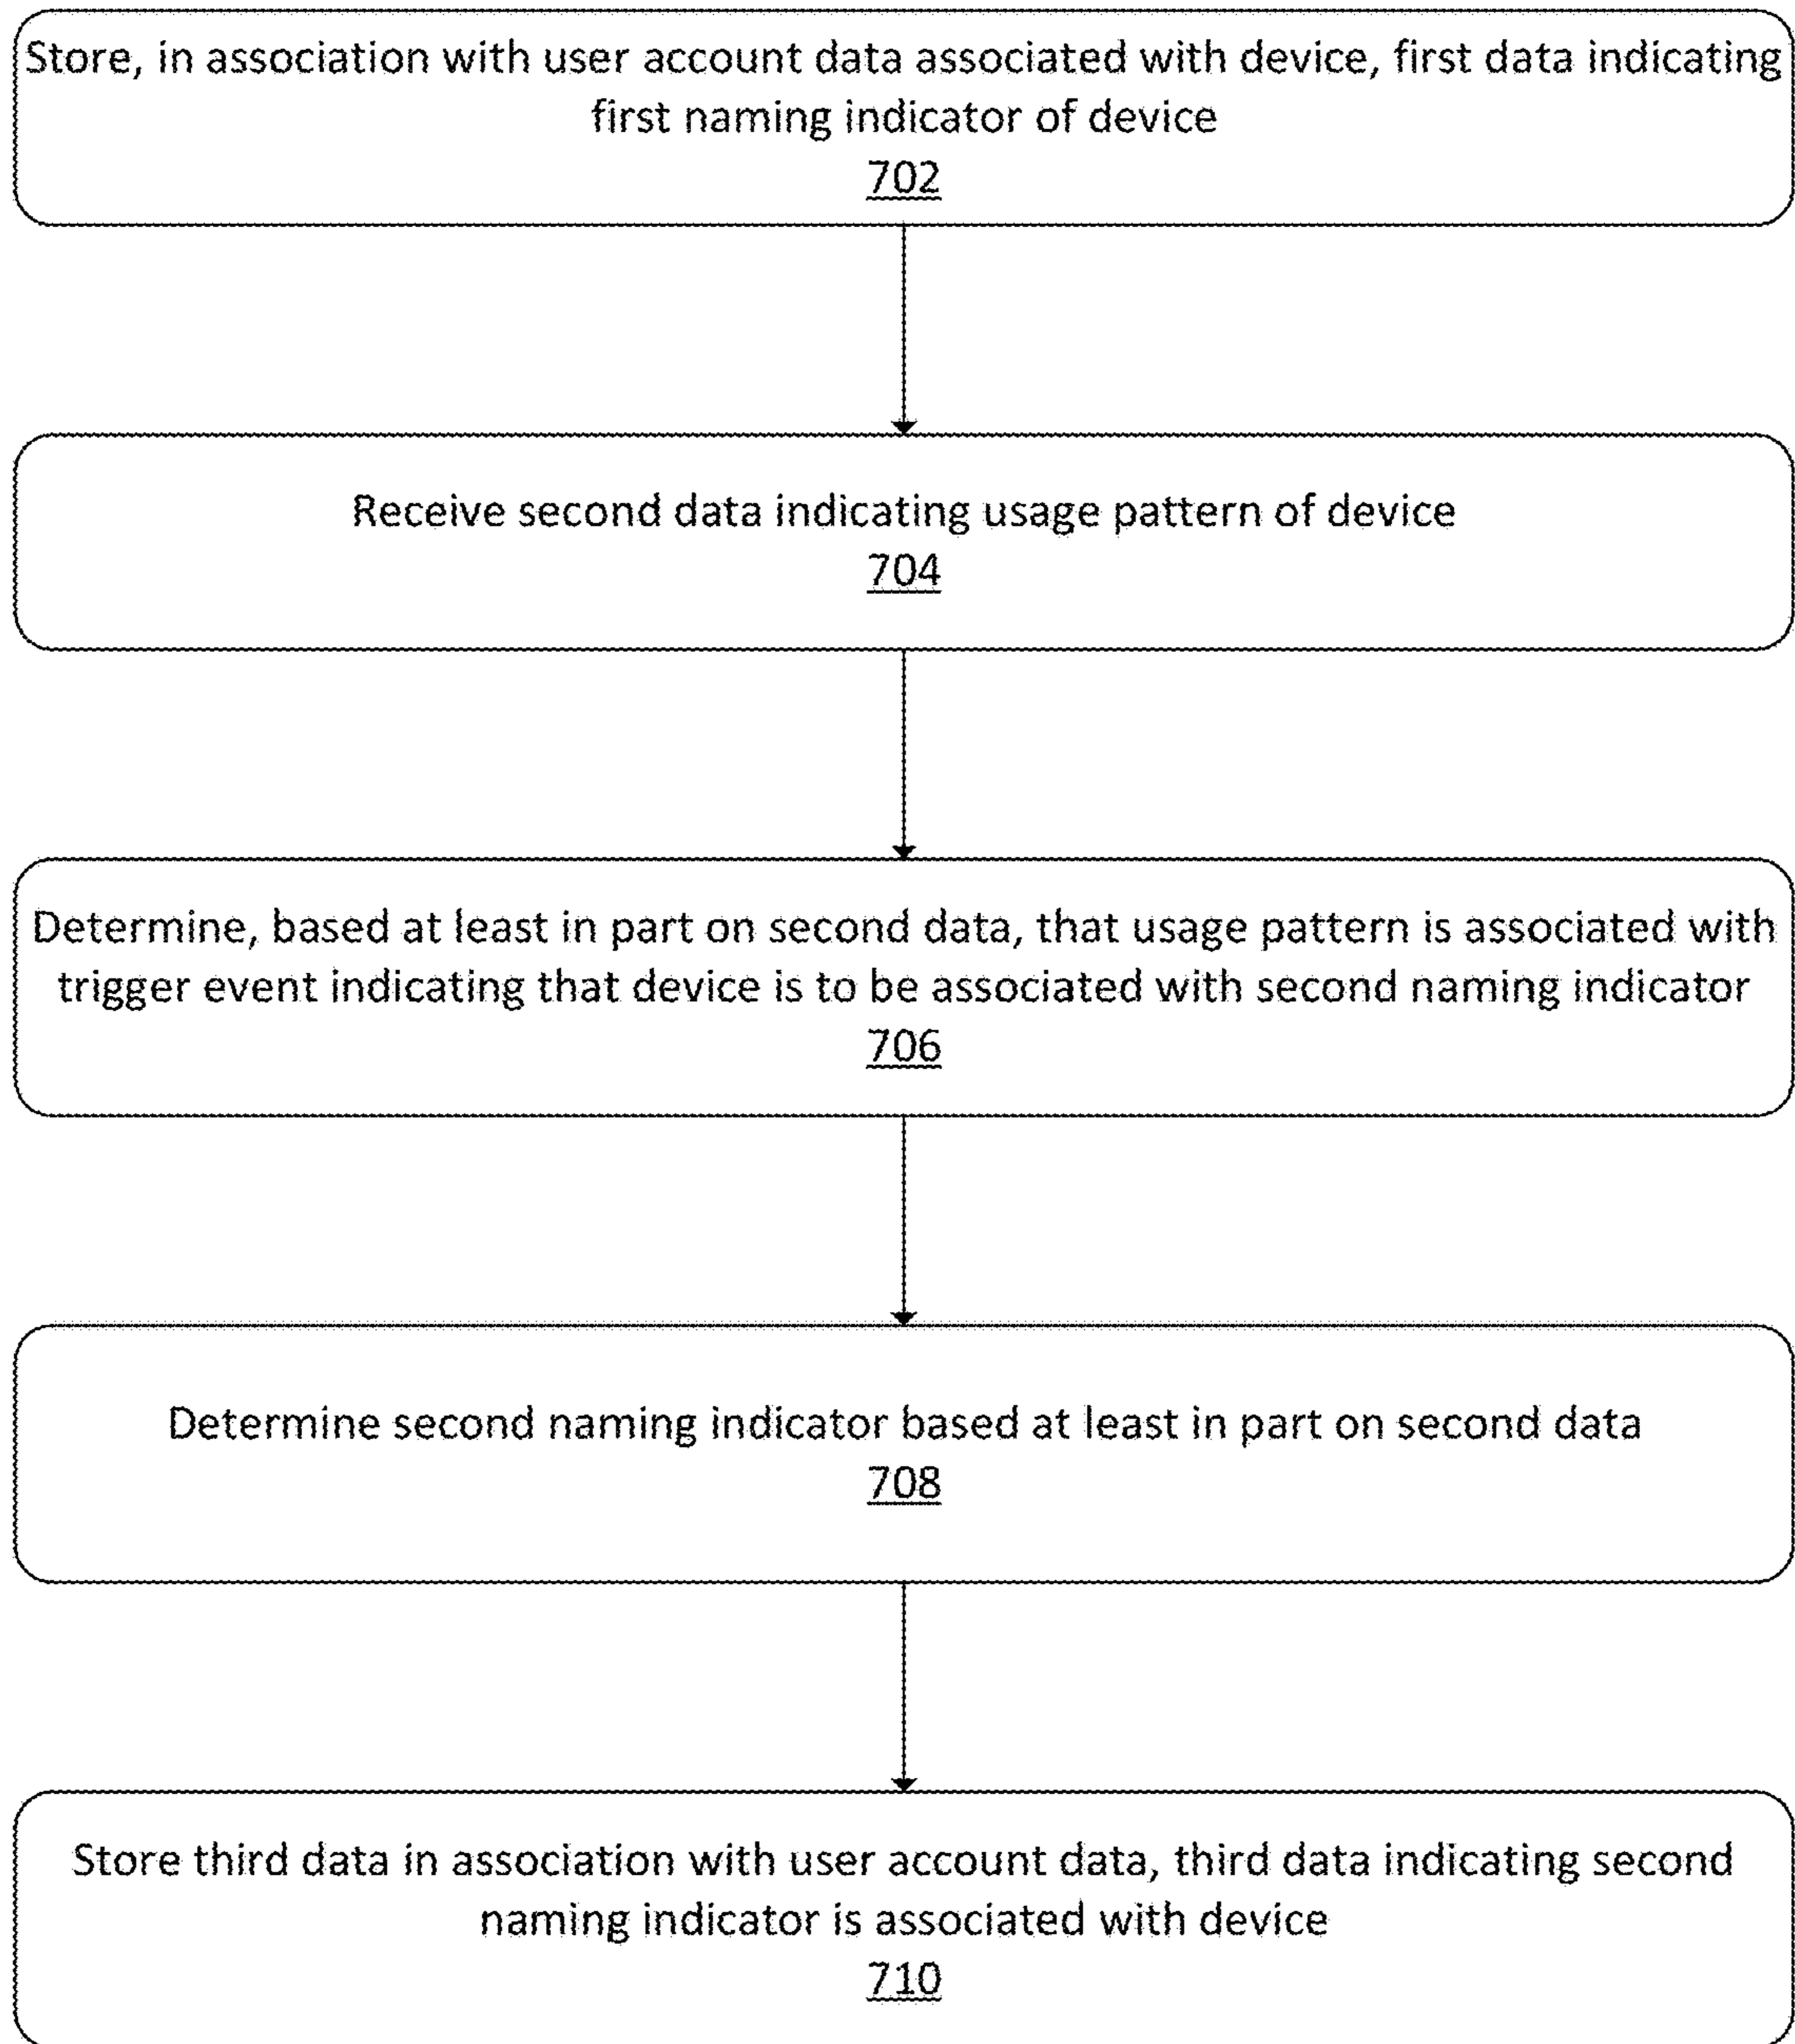 Store, in association with user account data associated with device, first data indicating
first naming indicator of device
702
Receive second data indicating usage pattern of device
704
Determine, based at least in part on second data, that usage pattern is associated with
trigger event indicating that device is to be associated with second naming indicator
706
Determine second naming indicator based at least in part on second data
708
Store third data in association with user account data, third data indicating second
naming indicator is associated with device
710